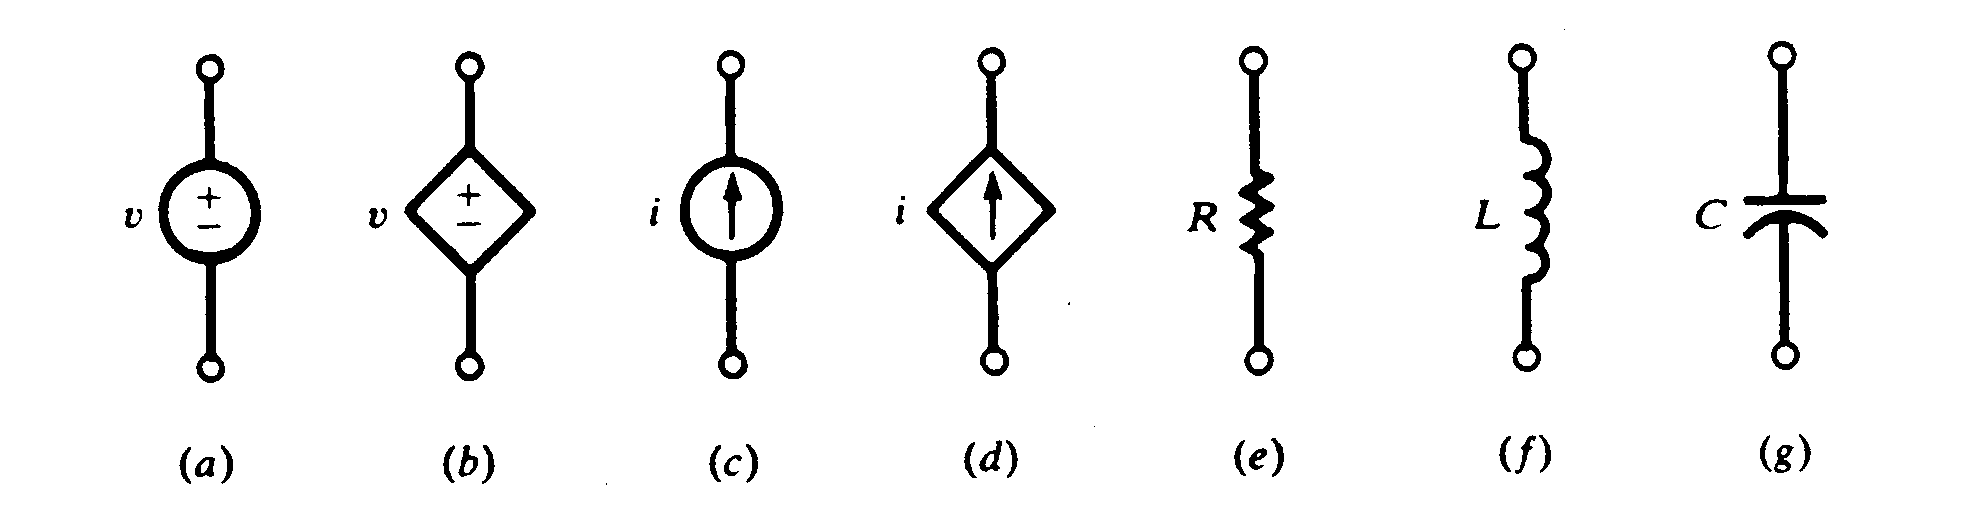 v + − v + − i i R L C
(a) (b) (c) (d) (e) (f) (g)